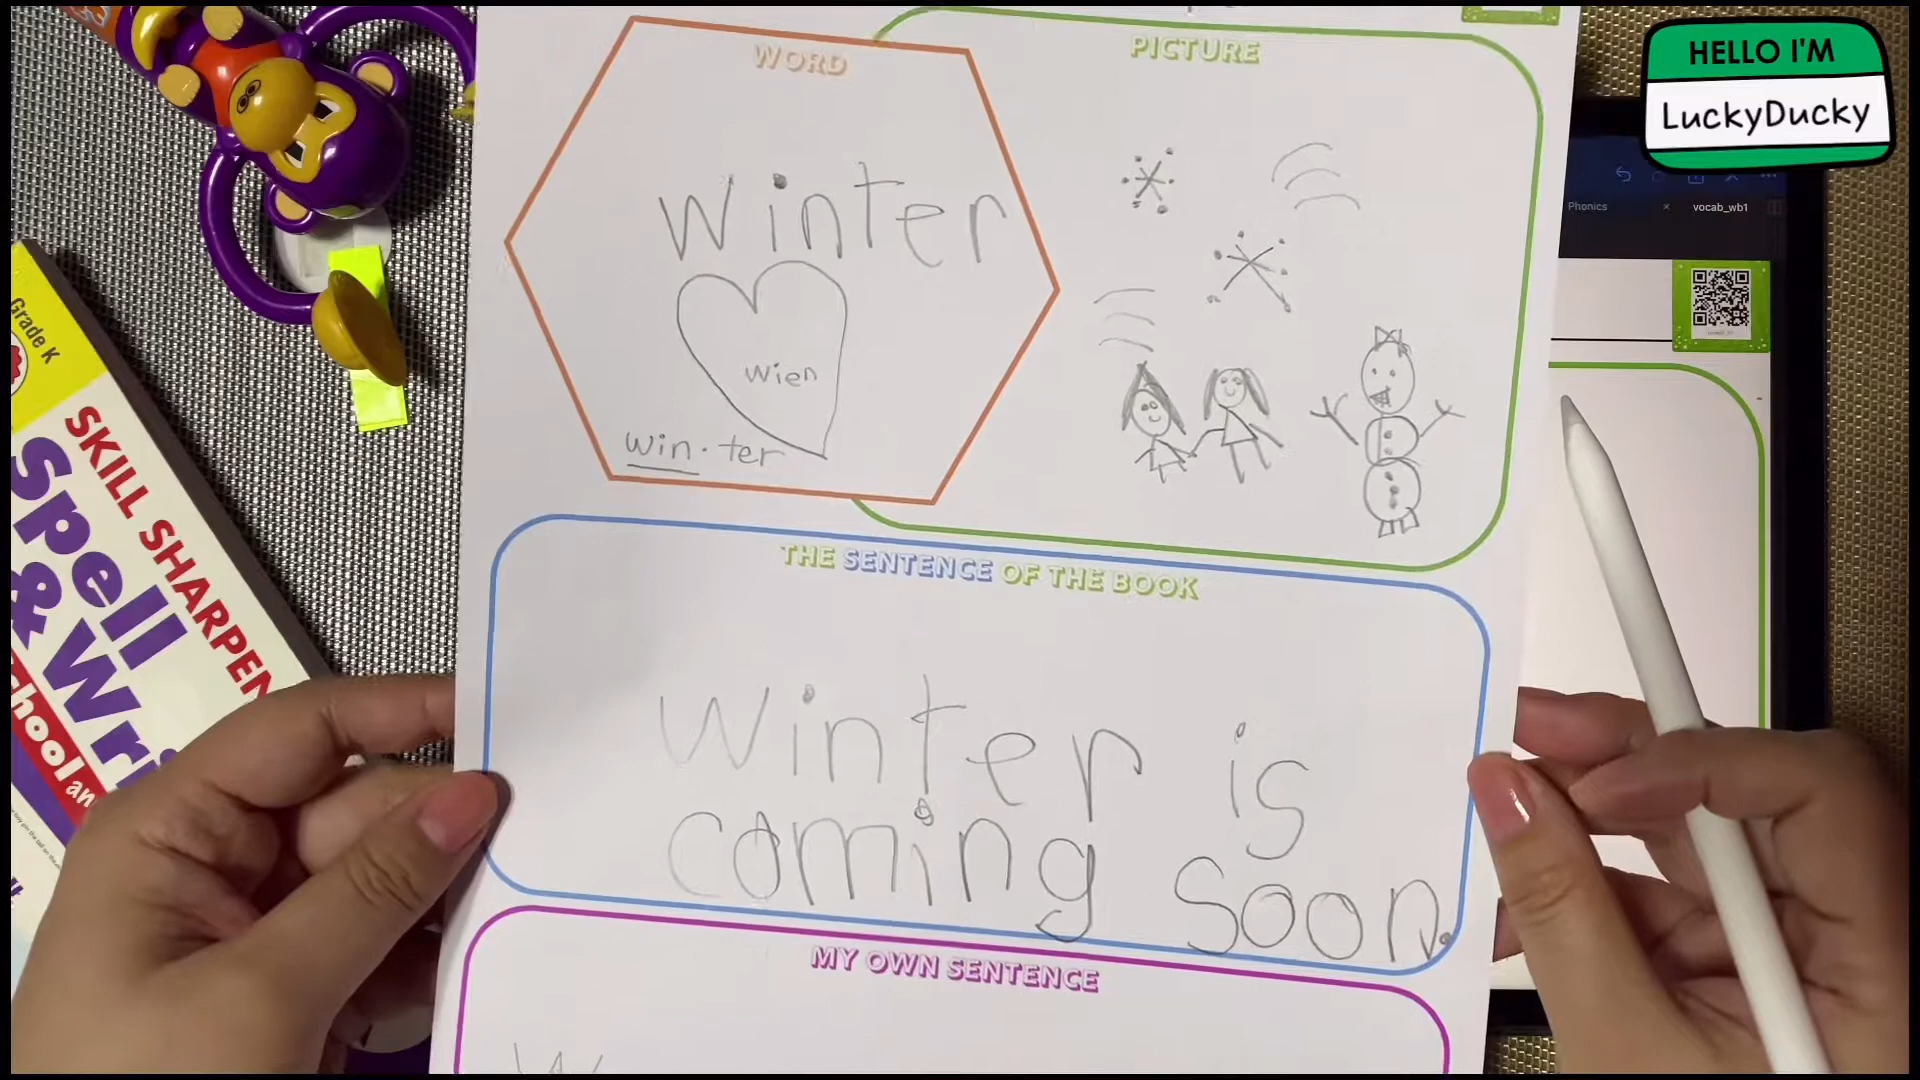 HELLO I'M
LuckyDucky
WORD
winter
wien
win·ter
PICTURE
Phonics
vocab_wb1
Grade K
SKILL SHARPEN
Spell
& Wri
THE SENTENCE OF THE BOOK
Winter is
coming soon.
MY OWN SENTENCE
W